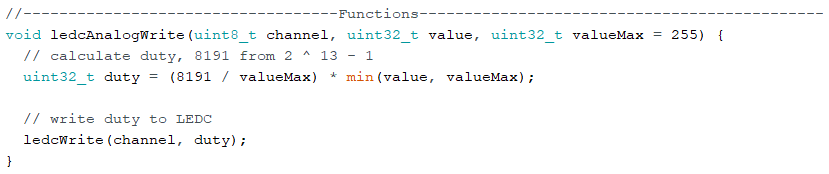 //-----------------------------------Functions---------------------------------------------
void ledcAnalogWrite(uint8_t channel, uint32_t value, uint32_t valueMax = 255) {
  // calculate duty, 8191 from 2 ^ 13 - 1
  uint32_t duty = (8191 / valueMax) * min(value, valueMax);

  // write duty to LEDC
  ledcWrite(channel, duty);
}